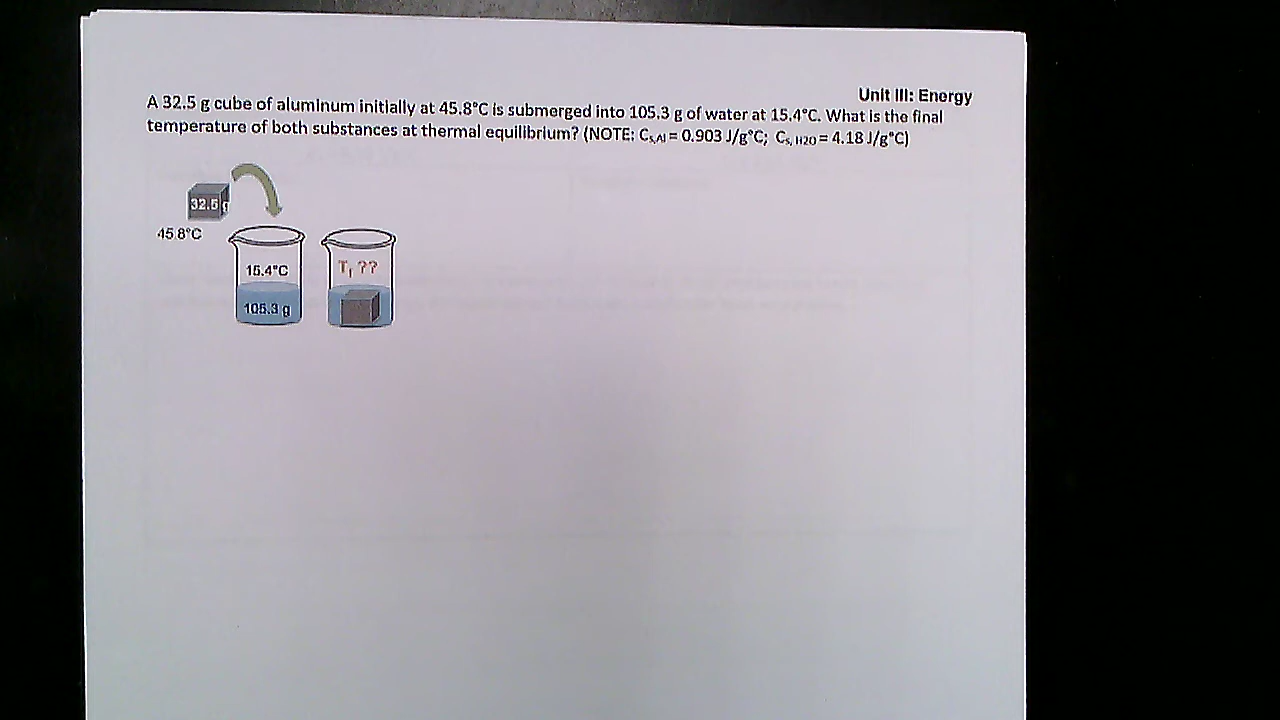 Unit III: Energy
A 32.5 g cube of aluminum initially at 45.8°C is submerged into 105.3 g of water at 15.4°C. What is the final
temperature of both substances at thermal equilibrium? (NOTE: Cs,Al = 0.903 J/g°C; Cs, H2O = 4.18 J/g°C)
32.5 g
45.8°C
15.4°C
105.3 g
Tf ??